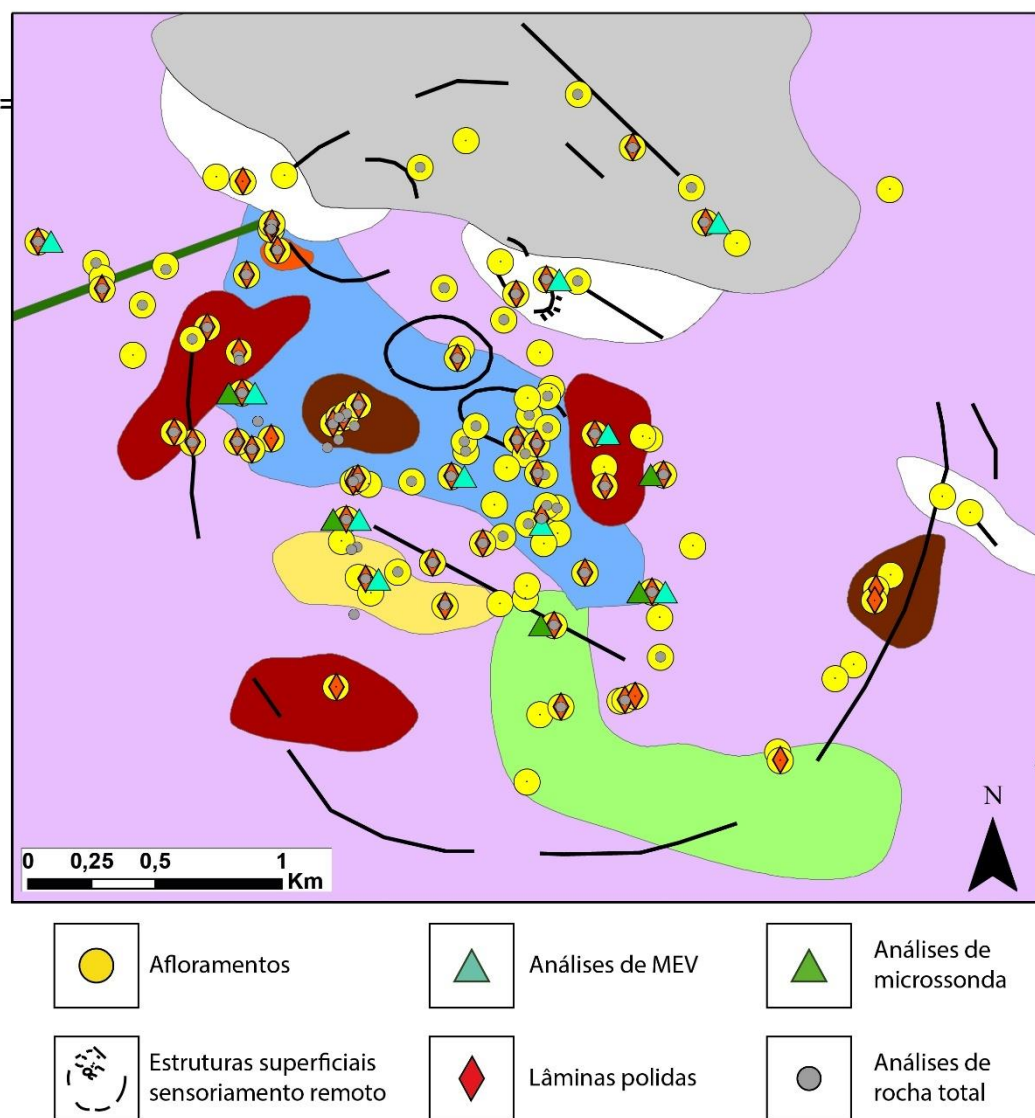 N
0 0,25 0,5 1
Km
Afloramentos
Análises de MEV
Análises de
microssonda
Estruturas superficiais
sensoriamento remoto
Lâminas polidas
Análises de
rocha total